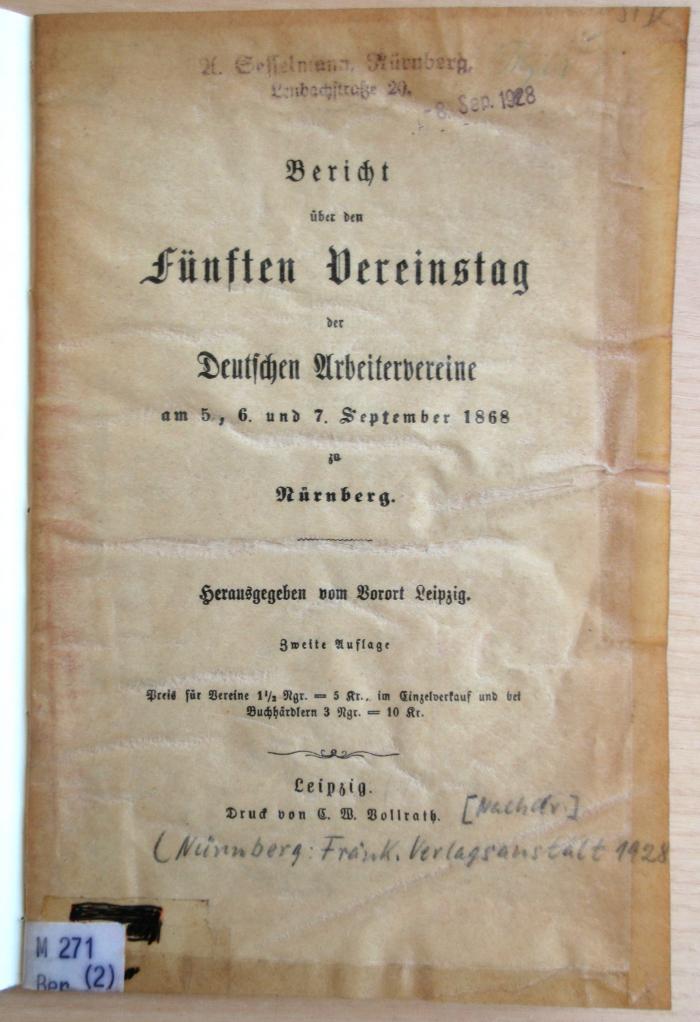 A. Sesselmann, Nürnberg,
Lenbachstraße 20.
-8. Sep. 1928
Bericht
über den
Fünften Vereinstag
der
Deutschen Arbeitervereine
am 5, 6. und 7. September 1868
zu
Nürnberg.
Herausgegeben vom Vorort Leipzig.
Zweite Auflage
Preis für Vereine 1½ Ngr. = 5 Kr., im Einzelverkauf und bei
Buchhärdlern 3 Ngr. = 10 Kr.
Leipzig.
Druck von C. W. Vollrath.
[Nachdr.]
(Nürnberg: Fränk. Verlagsanstalt 1928
M 271
Ber (2)